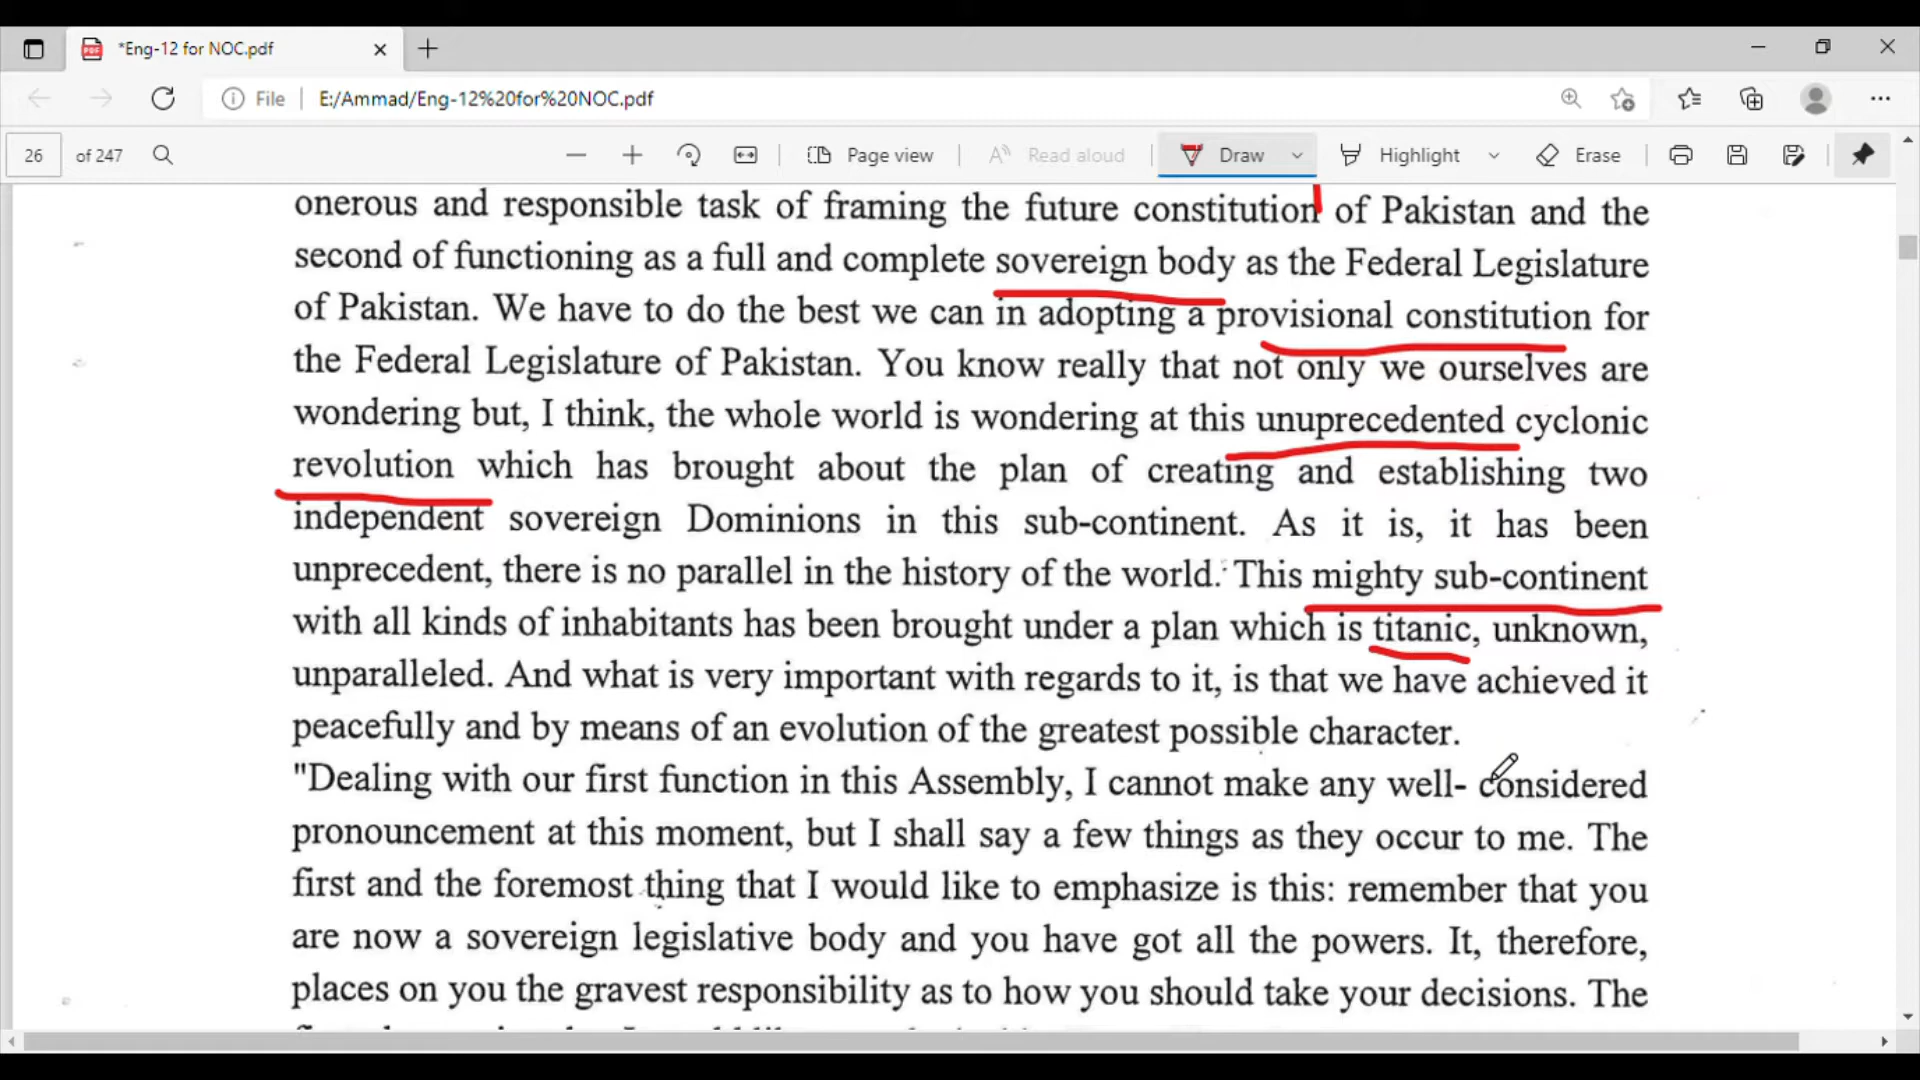 *Eng-12 for NOC.pdf
File E:/Ammad/Eng-12%20for%20NOC.pdf
26 of 247 Page view Read aloud Draw Highlight Erase
onerous and responsible task of framing the future constitution of Pakistan and the
second of functioning as a full and complete sovereign body as the Federal Legislature
of Pakistan. We have to do the best we can in adopting a provisional constitution for
the Federal Legislature of Pakistan. You know really that not only we ourselves are
wondering but, I think, the whole world is wondering at this unuprecedented cyclonic
revolution which has brought about the plan of creating and establishing two
independent sovereign Dominions in this sub-continent. As it is, it has been
unprecedent, there is no parallel in the history of the world. This mighty sub-continent
with all kinds of inhabitants has been brought under a plan which is titanic, unknown,
unparalleled. And what is very important with regards to it, is that we have achieved it
peacefully and by means of an evolution of the greatest possible character.
"Dealing with our first function in this Assembly, I cannot make any well- considered
pronouncement at this moment, but I shall say a few things as they occur to me. The
first and the foremost thing that I would like to emphasize is this: remember that you
are now a sovereign legislative body and you have got all the powers. It, therefore,
places on you the gravest responsibility as to how you should take your decisions. The